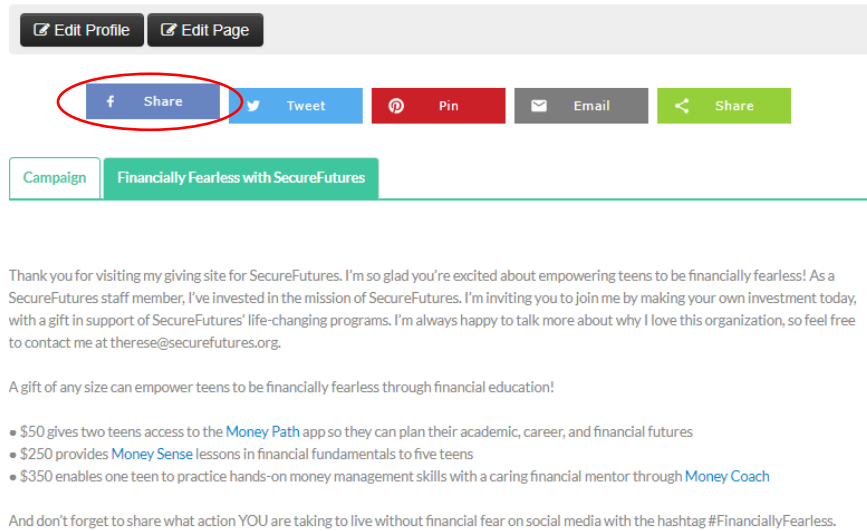 Edit Profile Edit Page
f Share Tweet Pin Email Share
Campaign Financially Fearless with SecureFutures
Thank you for visiting my giving site for SecureFutures. I'm so glad you're excited about empowering teens to be financially fearless! As a
SecureFutures staff member, I've invested in the mission of SecureFutures. I'm inviting you to join me by making your own investment today,
with a gift in support of SecureFutures' life-changing programs. I'm always happy to talk more about why I love this organization, so feel free
to contact me at therese@securefutures.org.
A gift of any size can empower teens to be financially fearless through financial education!
• $50 gives two teens access to the Money Path app so they can plan their academic, career, and financial futures
• $250 provides Money Sense lessons in financial fundamentals to five teens
• $350 enables one teen to practice hands-on money management skills with a caring financial mentor through Money Coach
And don't forget to share what action YOU are taking to live without financial fear on social media with the hashtag #FinanciallyFearless.